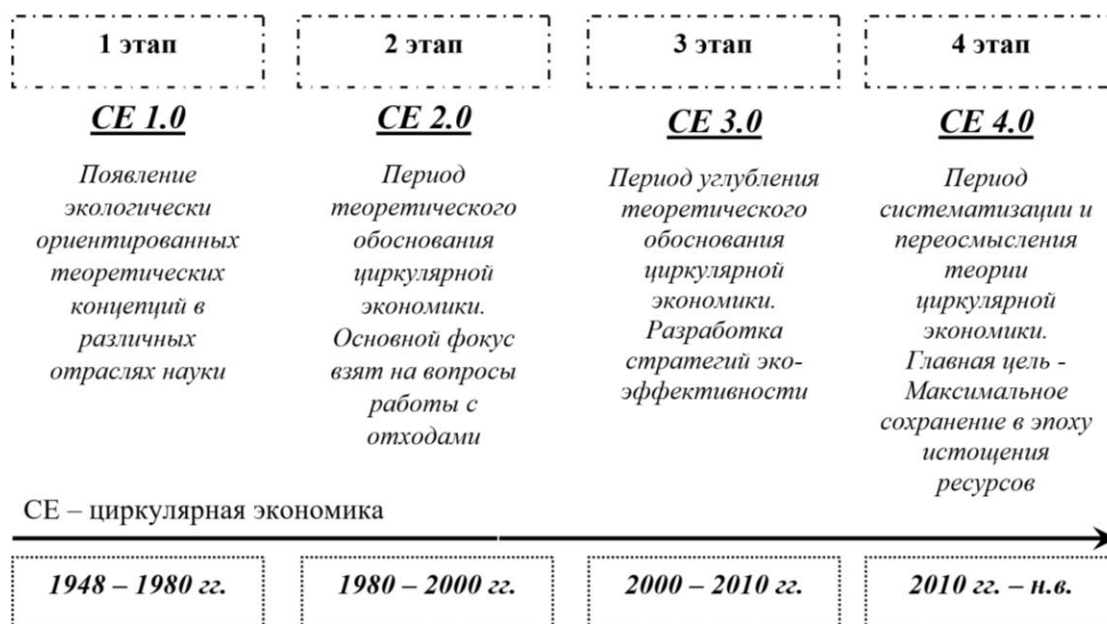 1 этап
CE 1.0
Появление
экологически
ориентированных
теоретических
концепций в
различных
отраслях науки
2 этап
CE 2.0
Период
теоретического
обоснования
циркулярной
экономики.
Основной фокус
взят на вопросы
работы с
отходами
3 этап
CE 3.0
Период углубления
теоретического
обоснования
циркулярной
экономики.
Разработка
стратегий эко-
эффективности
4 этап
CE 4.0
Период
систематизации и
переосмысления
теории
циркулярной
экономики.
Главная цель -
Максимальное
сохранение в эпоху
истощения
ресурсов
CE – циркулярная экономика
1948 – 1980 гг.
1980 – 2000 гг.
2000 – 2010 гг.
2010 гг. – н.в.